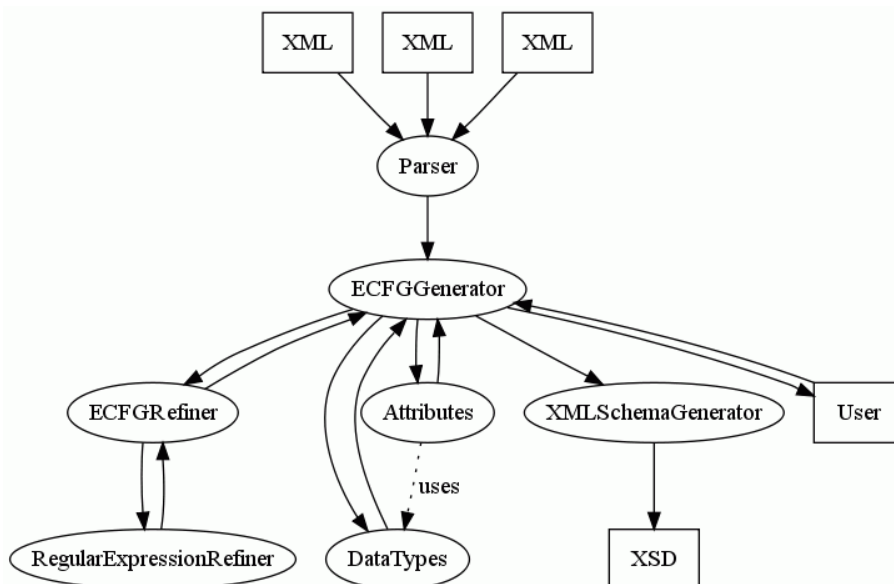 XML XML XML
Parser
ECFGGenerator
ECFGRefiner Attributes XMLSchemaGenerator User
uses
RegularExpressionRefiner DataTypes XSD